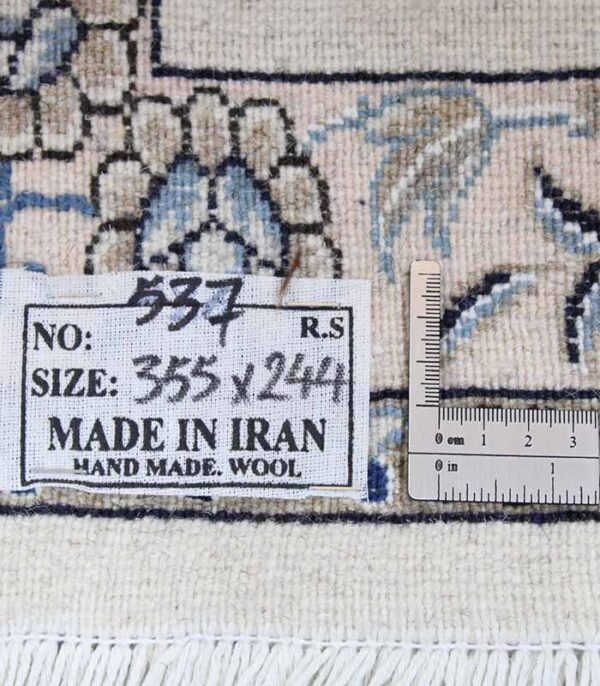 537
NO: R.S
SIZE: 355 x 244
MADE IN IRAN
HAND MADE. WOOL
0 cm 1 2 3
0 in 1